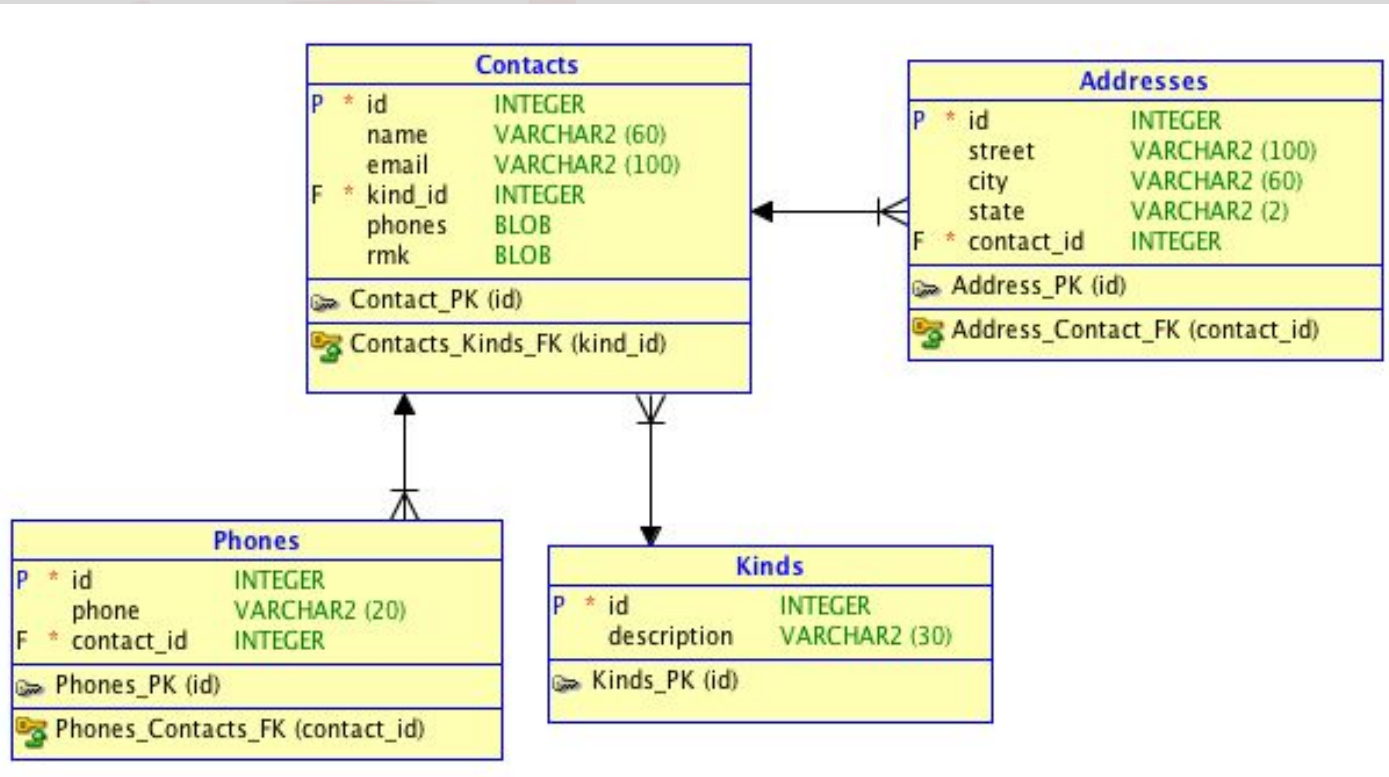 Contacts
P * id INTEGER
name VARCHAR2 (60)
email VARCHAR2 (100)
F * kind_id INTEGER
phones BLOB
rmk BLOB
Contact_PK (id)
Contacts_Kinds_FK (kind_id)
Addresses
P * id INTEGER
street VARCHAR2 (100)
city VARCHAR2 (60)
state VARCHAR2 (2)
F * contact_id INTEGER
Address_PK (id)
Address_Contact_FK (contact_id)
Phones
P * id INTEGER
phone VARCHAR2 (20)
F * contact_id INTEGER
Phones_PK (id)
Phones_Contacts_FK (contact_id)
Kinds
P * id INTEGER
description VARCHAR2 (30)
Kinds_PK (id)